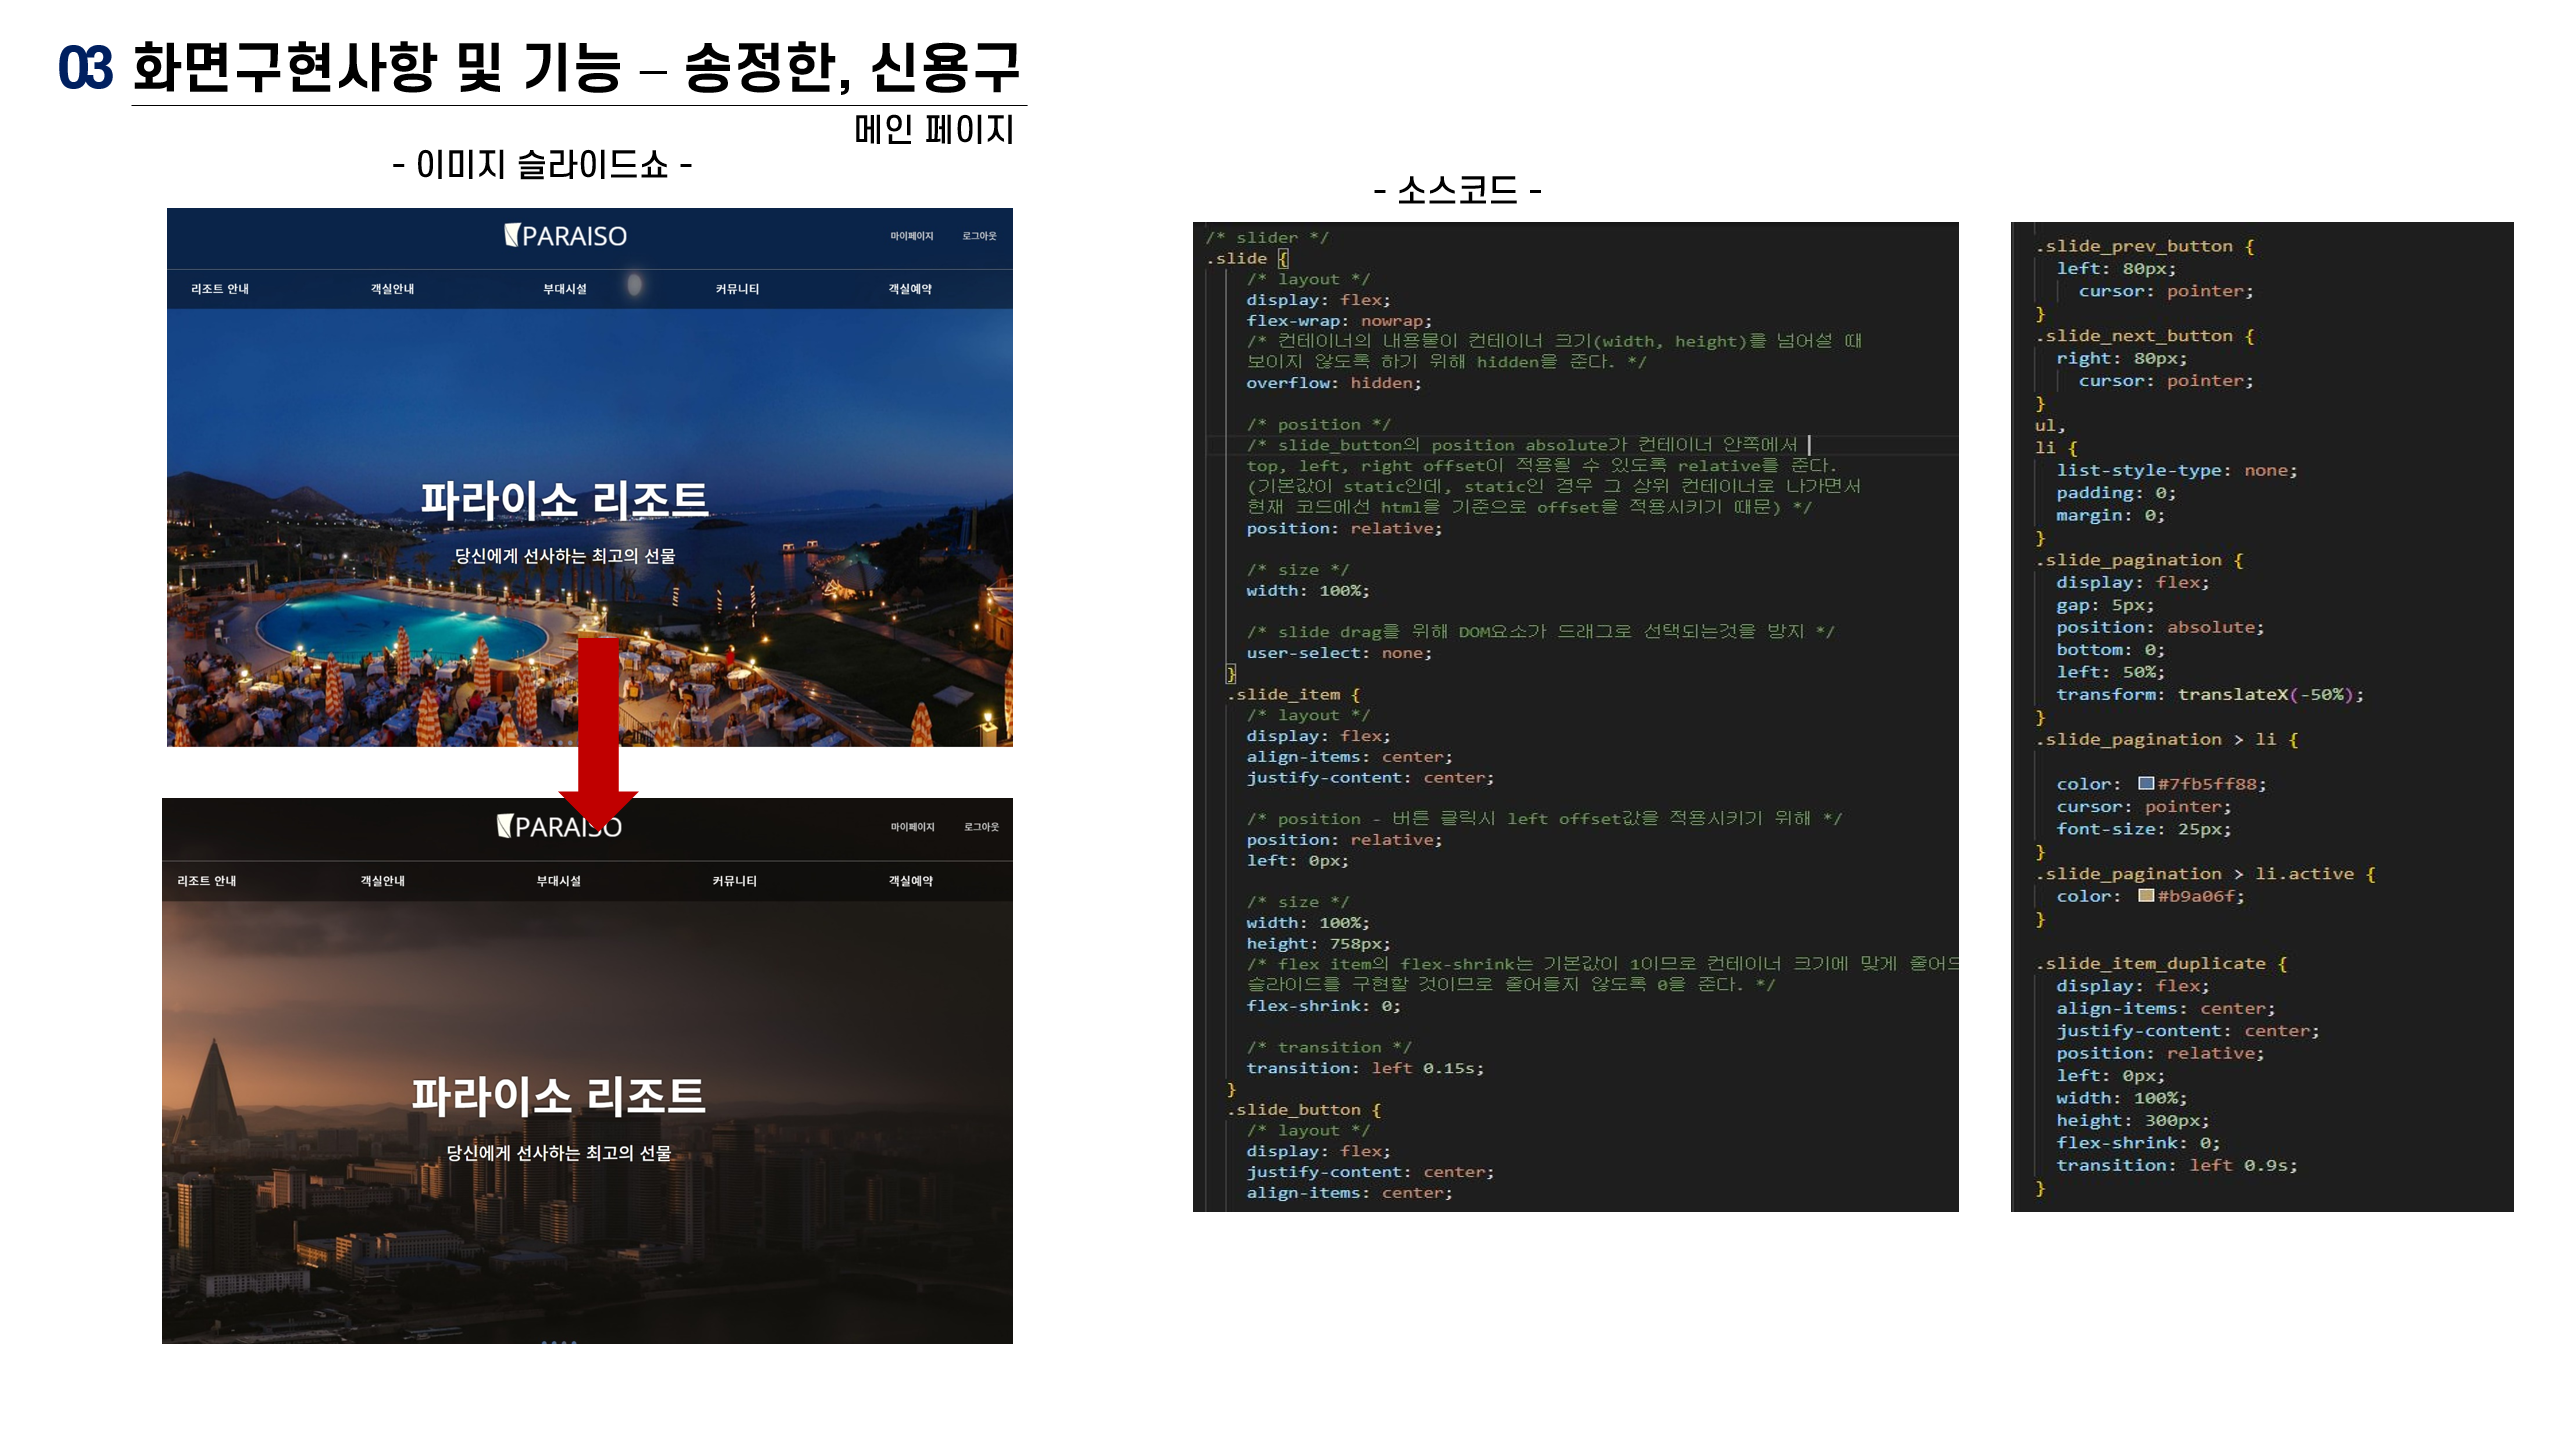 03 화면구현사항 및 기능 – 송정한, 신용구
메인 페이지
- 이미지 슬라이드쇼 -
PARAISO
마이페이지 로그아웃
리조트 안내 객실안내 부대시설 커뮤니티 객실예약
파라이소 리조트
당신에게 선사하는 최고의 선물
PARAISO
마이페이지 로그아웃
리조트 안내 객실안내 부대시설 커뮤니티 객실예약
파라이소 리조트
당신에게 선사하는 최고의 선물
- 소스코드 -
/* slider */
.slide {
/* layout */
display: flex;
flex-wrap: nowrap;
/* 컨테이너의 내용물이 컨테이너 크기(width, height)를 넘어설 때
보이지 않도록 하기 위해 hidden을 준다. */
overflow: hidden;
/* position */
/* slide_button의 position absolute가 컨테이너 안쪽에서
top, left, right offset이 적용될 수 있도록 relative를 준다.
(기본값이 static인데, static인 경우 그 상위 컨테이너로 나가면서
현재 코드에선 html을 기준으로 offset을 적용시키기 때문) */
position: relative;
/* size */
width: 100%;
/* slide drag를 위해 DOM요소가 드래그로 선택되는것을 방지 */
user-select: none;
}
.slide_item {
/* layout */
display: flex;
align-items: center;
justify-content: center;
/* position - 버튼 클릭시 left offset값을 적용시키기 위해 */
position: relative;
left: 0px;
/* size */
width: 100%;
height: 758px;
/* flex item의 flex-shrink는 기본값이 1이므로 컨테이너 크기에 맞게 줄어드
슬라이드를 구현할 것이므로 줄어들지 않도록 0을 준다. */
flex-shrink: 0;
/* transition */
transition: left 0.15s;
}
.slide_button {
/* layout */
display: flex;
justify-content: center;
align-items: center;
.slide_prev_button {
left: 80px;
cursor: pointer;
}
.slide_next_button {
right: 80px;
cursor: pointer;
}
ul,
li {
list-style-type: none;
padding: 0;
margin: 0;
}
.slide_pagination {
display: flex;
gap: 5px;
position: absolute;
bottom: 0;
left: 50%;
transform: translateX(-50%);
}
.slide_pagination > li {
color: #7fb5ff88;
cursor: pointer;
font-size: 25px;
}
.slide_pagination > li.active {
color: #b9a06f;
}
.slide_item_duplicate {
display: flex;
align-items: center;
justify-content: center;
position: relative;
left: 0px;
width: 100%;
height: 300px;
flex-shrink: 0;
transition: left 0.9s;
}